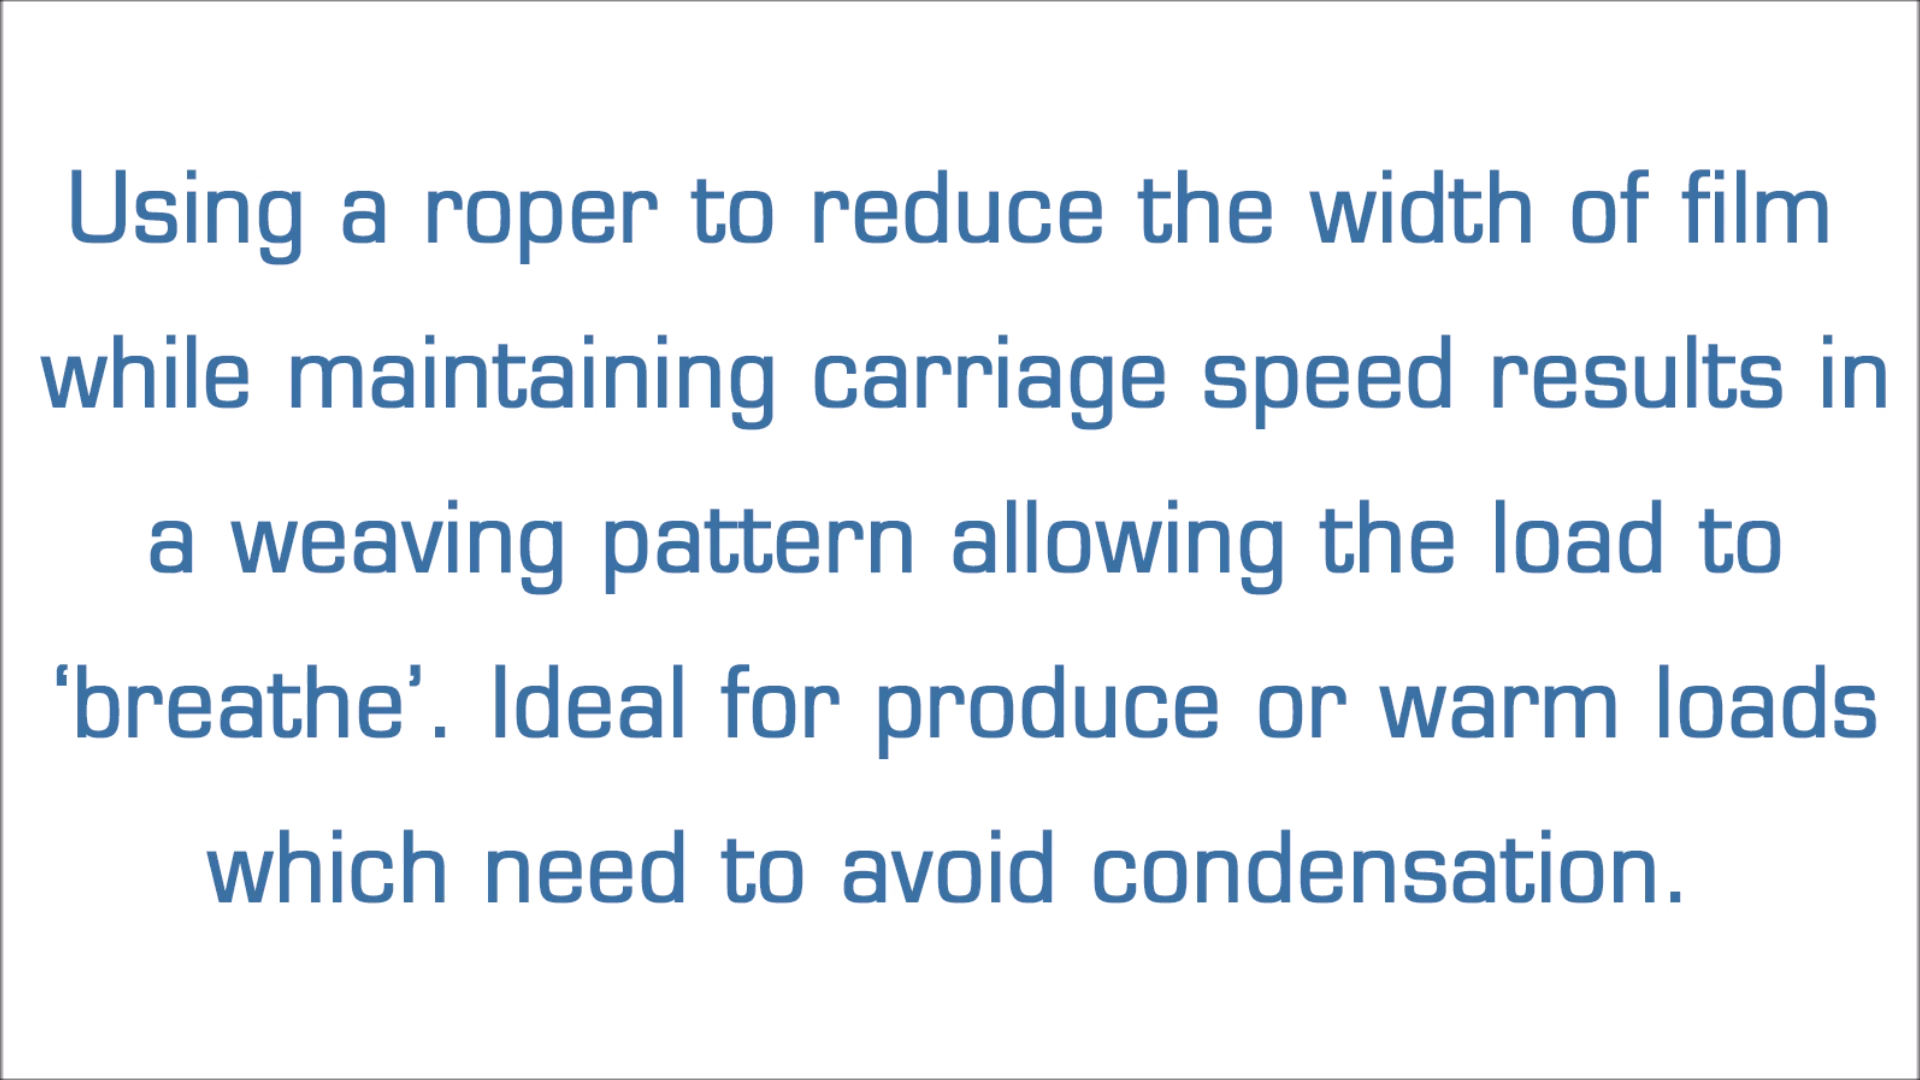 Using a roper to reduce the width of film
while maintaining carriage speed results in
a weaving pattern allowing the load to
‘breathe’. Ideal for produce or warm loads
which need to avoid condensation.